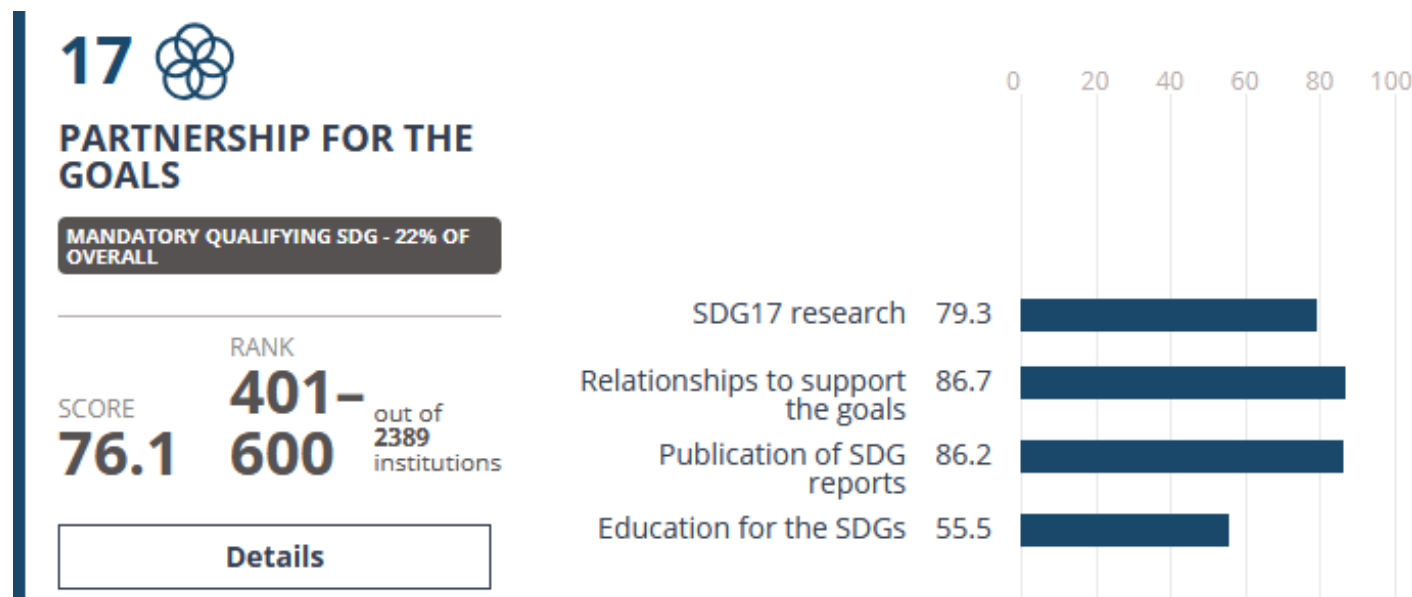 17
PARTNERSHIP FOR THE
GOALS
MANDATORY QUALIFYING SDG - 22% OF
OVERALL
SCORE
76.1
RANK
401–
600
out of
2389
institutions
Details
0 20 40 60 80 100
SDG17 research 79.3
Relationships to support 86.7
the goals
Publication of SDG 86.2
reports
Education for the SDGs 55.5